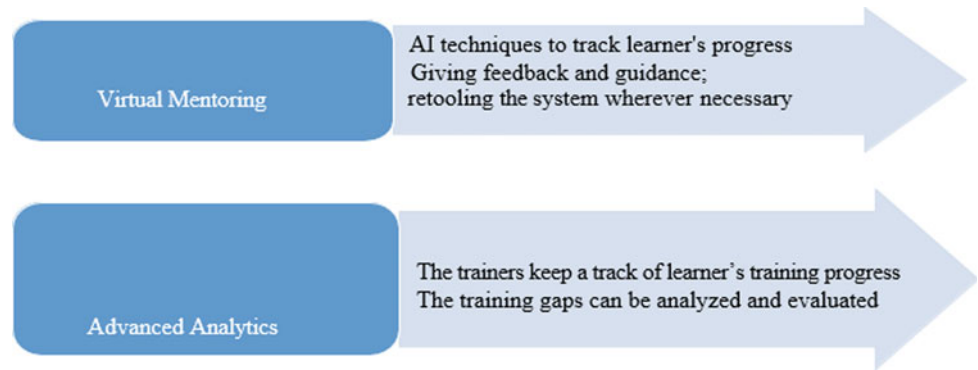 Virtual Mentoring
AI techniques to track learner's progress
Giving feedback and guidance;
retooling the system wherever necessary
Advanced Analytics
The trainers keep a track of learner’s training progress
The training gaps can be analyzed and evaluated